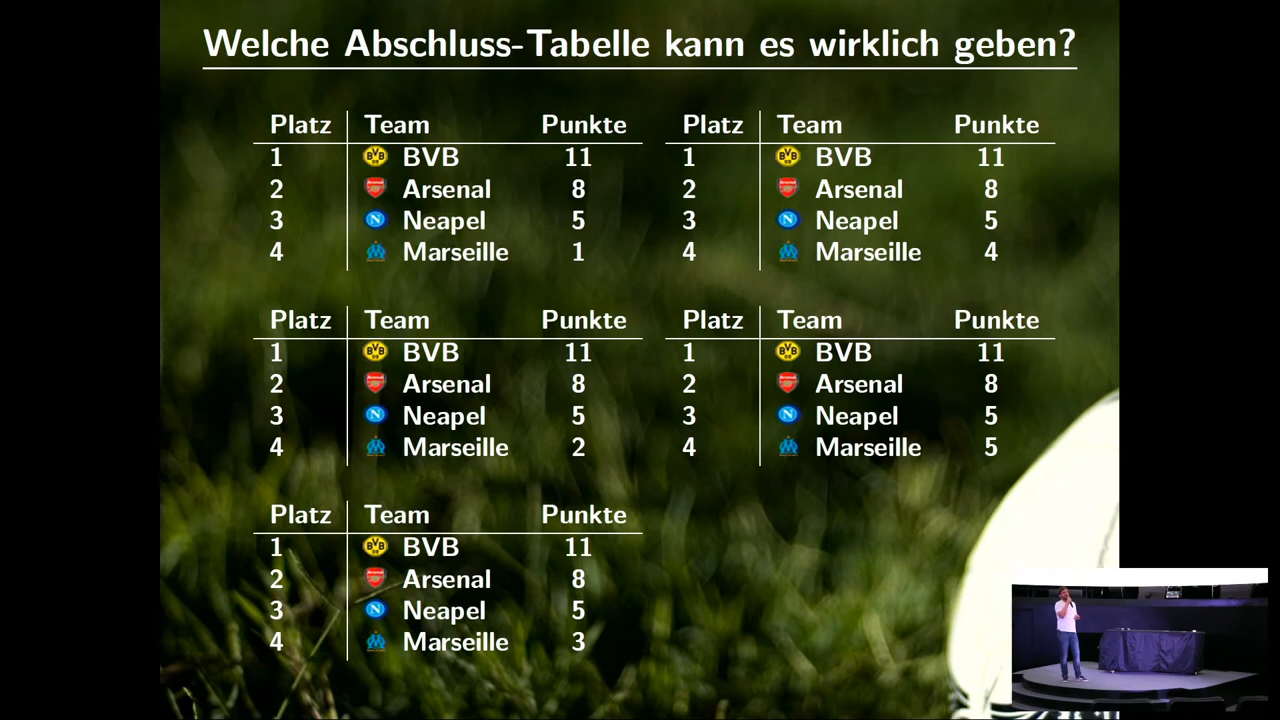 Welche Abschluss-Tabelle kann es wirklich geben?
Platz Team Punkte
1 BVB 11
2 Arsenal 8
3 Neapel 5
4 Marseille 1
Platz Team Punkte
1 BVB 11
2 Arsenal 8
3 Neapel 5
4 Marseille 4
Platz Team Punkte
1 BVB 11
2 Arsenal 8
3 Neapel 5
4 Marseille 2
Platz Team Punkte
1 BVB 11
2 Arsenal 8
3 Neapel 5
4 Marseille 5
Platz Team Punkte
1 BVB 11
2 Arsenal 8
3 Neapel 5
4 Marseille 3